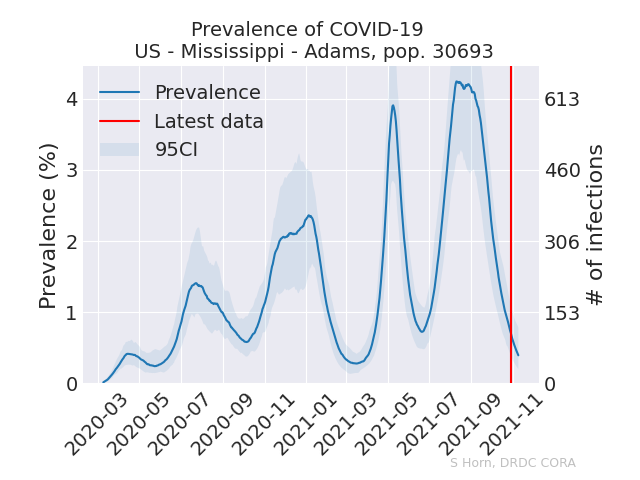 Prevalence of COVID-19
US - Mississippi - Adams, pop. 30693
Prevalence
Latest data
95CI
Prevalence (%)
4
3
2
1
0
613
460
306
153
0
# of infections
2020-03
2020-05
2020-07
2020-09
2020-11
2021-01
2021-03
2021-05
2021-07
2021-09
2021-11
S Horn, DRDC CORA